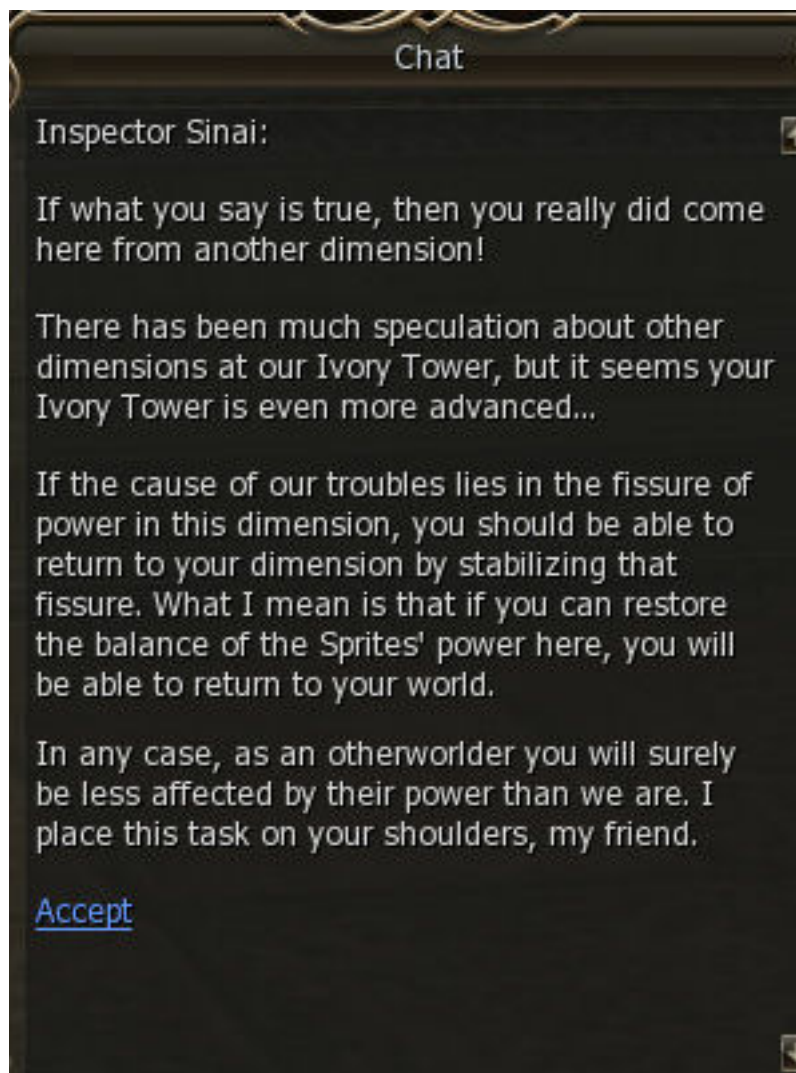 Chat
Inspector Sinai:
If what you say is true, then you really did come
here from another dimension!
There has been much speculation about other
dimensions at our Ivory Tower, but it seems your
Ivory Tower is even more advanced...
If the cause of our troubles lies in the fissure of
power in this dimension, you should be able to
return to your dimension by stabilizing that
fissure. What I mean is that if you can restore
the balance of the Sprites' power here, you will
be able to return to your world.
In any case, as an otherworlder you will surely
be less affected by their power than we are. I
place this task on your shoulders, my friend.
Accept